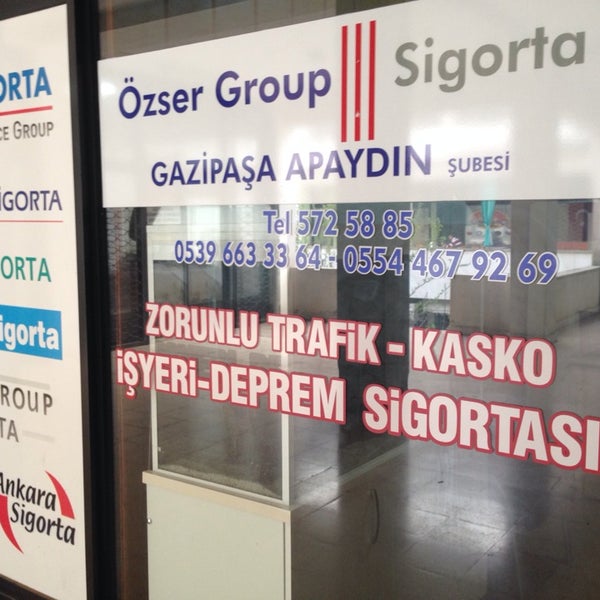 Özser Group Sigorta
GAZİPAŞA APAYDIN ŞUBESİ
Tel 572 58 85
0539 663 33 64 - 0554 467 92 69
ZORUNLU TRAFİK - KASKO
İŞYERİ-DEPREM SİGORTASI
ORTA
CE GROUP
İGORTA
ORTA
igorta
ROUP
TA
Ankara
Sigorta